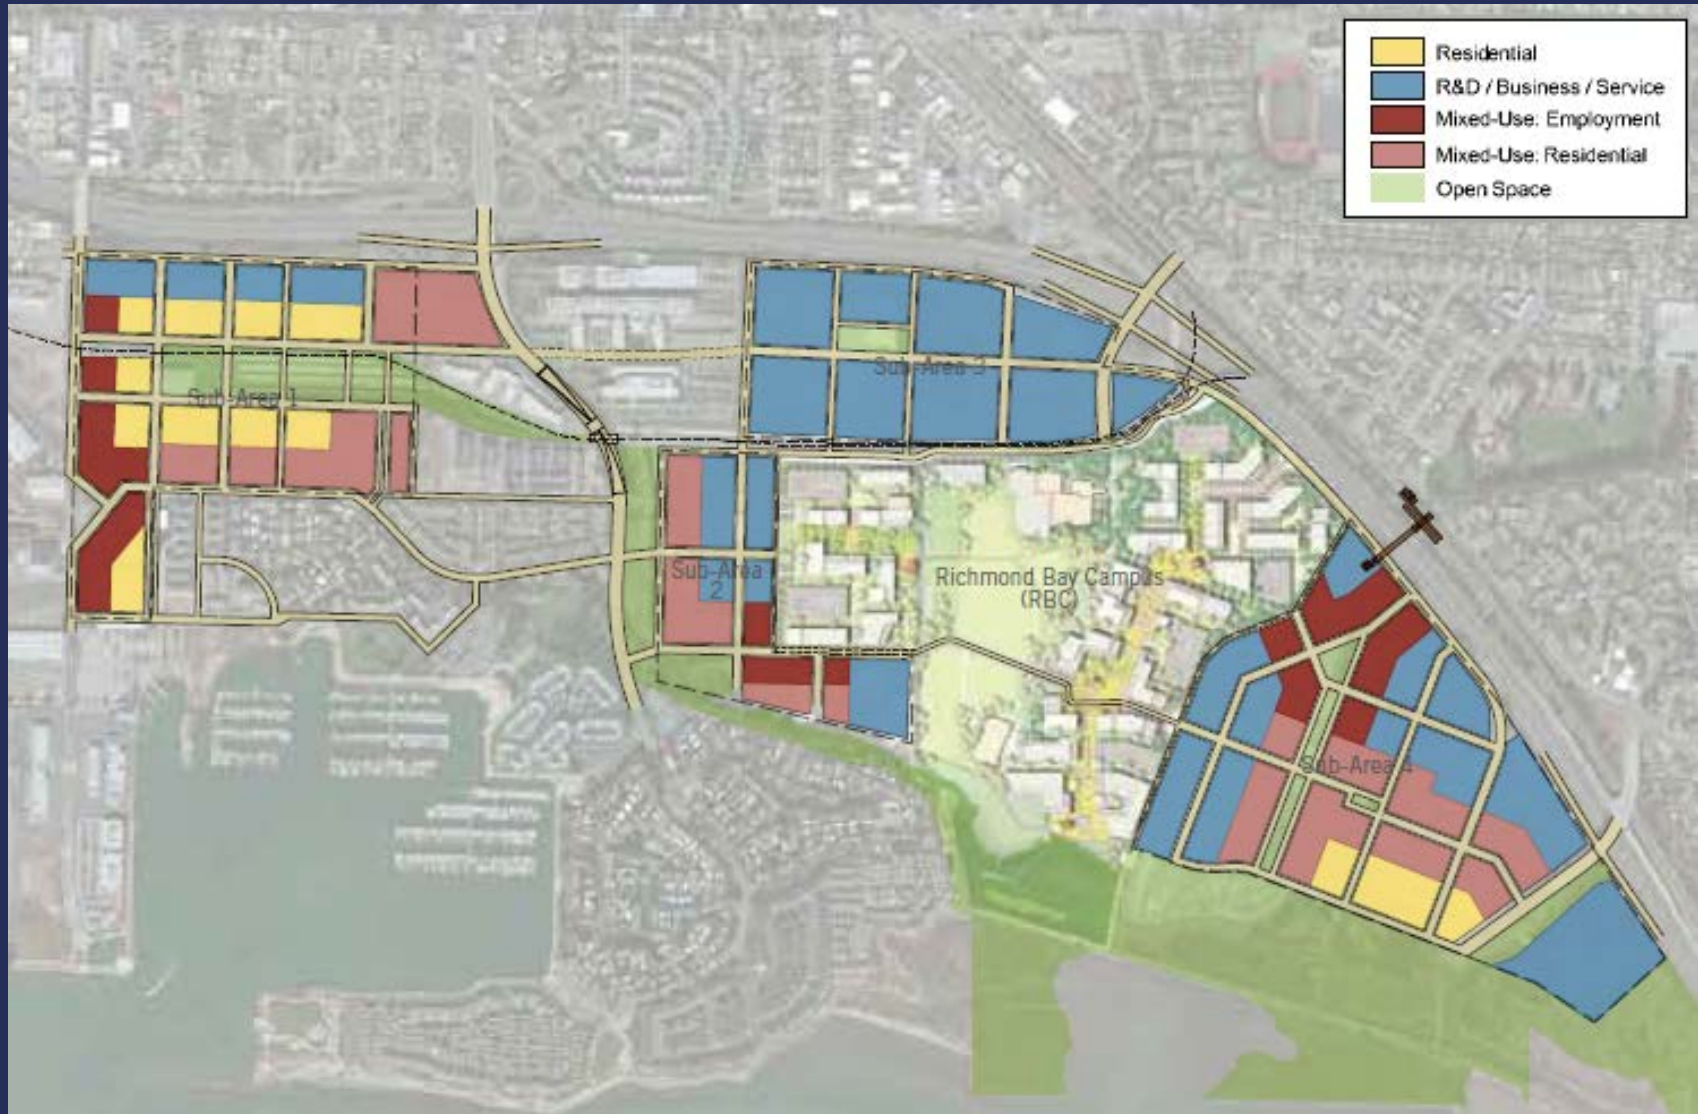 Residential
R&D / Business / Service
Mixed-Use: Employment
Mixed-Use: Residential
Open Space
Sub-Area 3
Sub-Area 1
Sub-Area
2
Richmond Bay Campus
(RBC)
Sub-Area 4